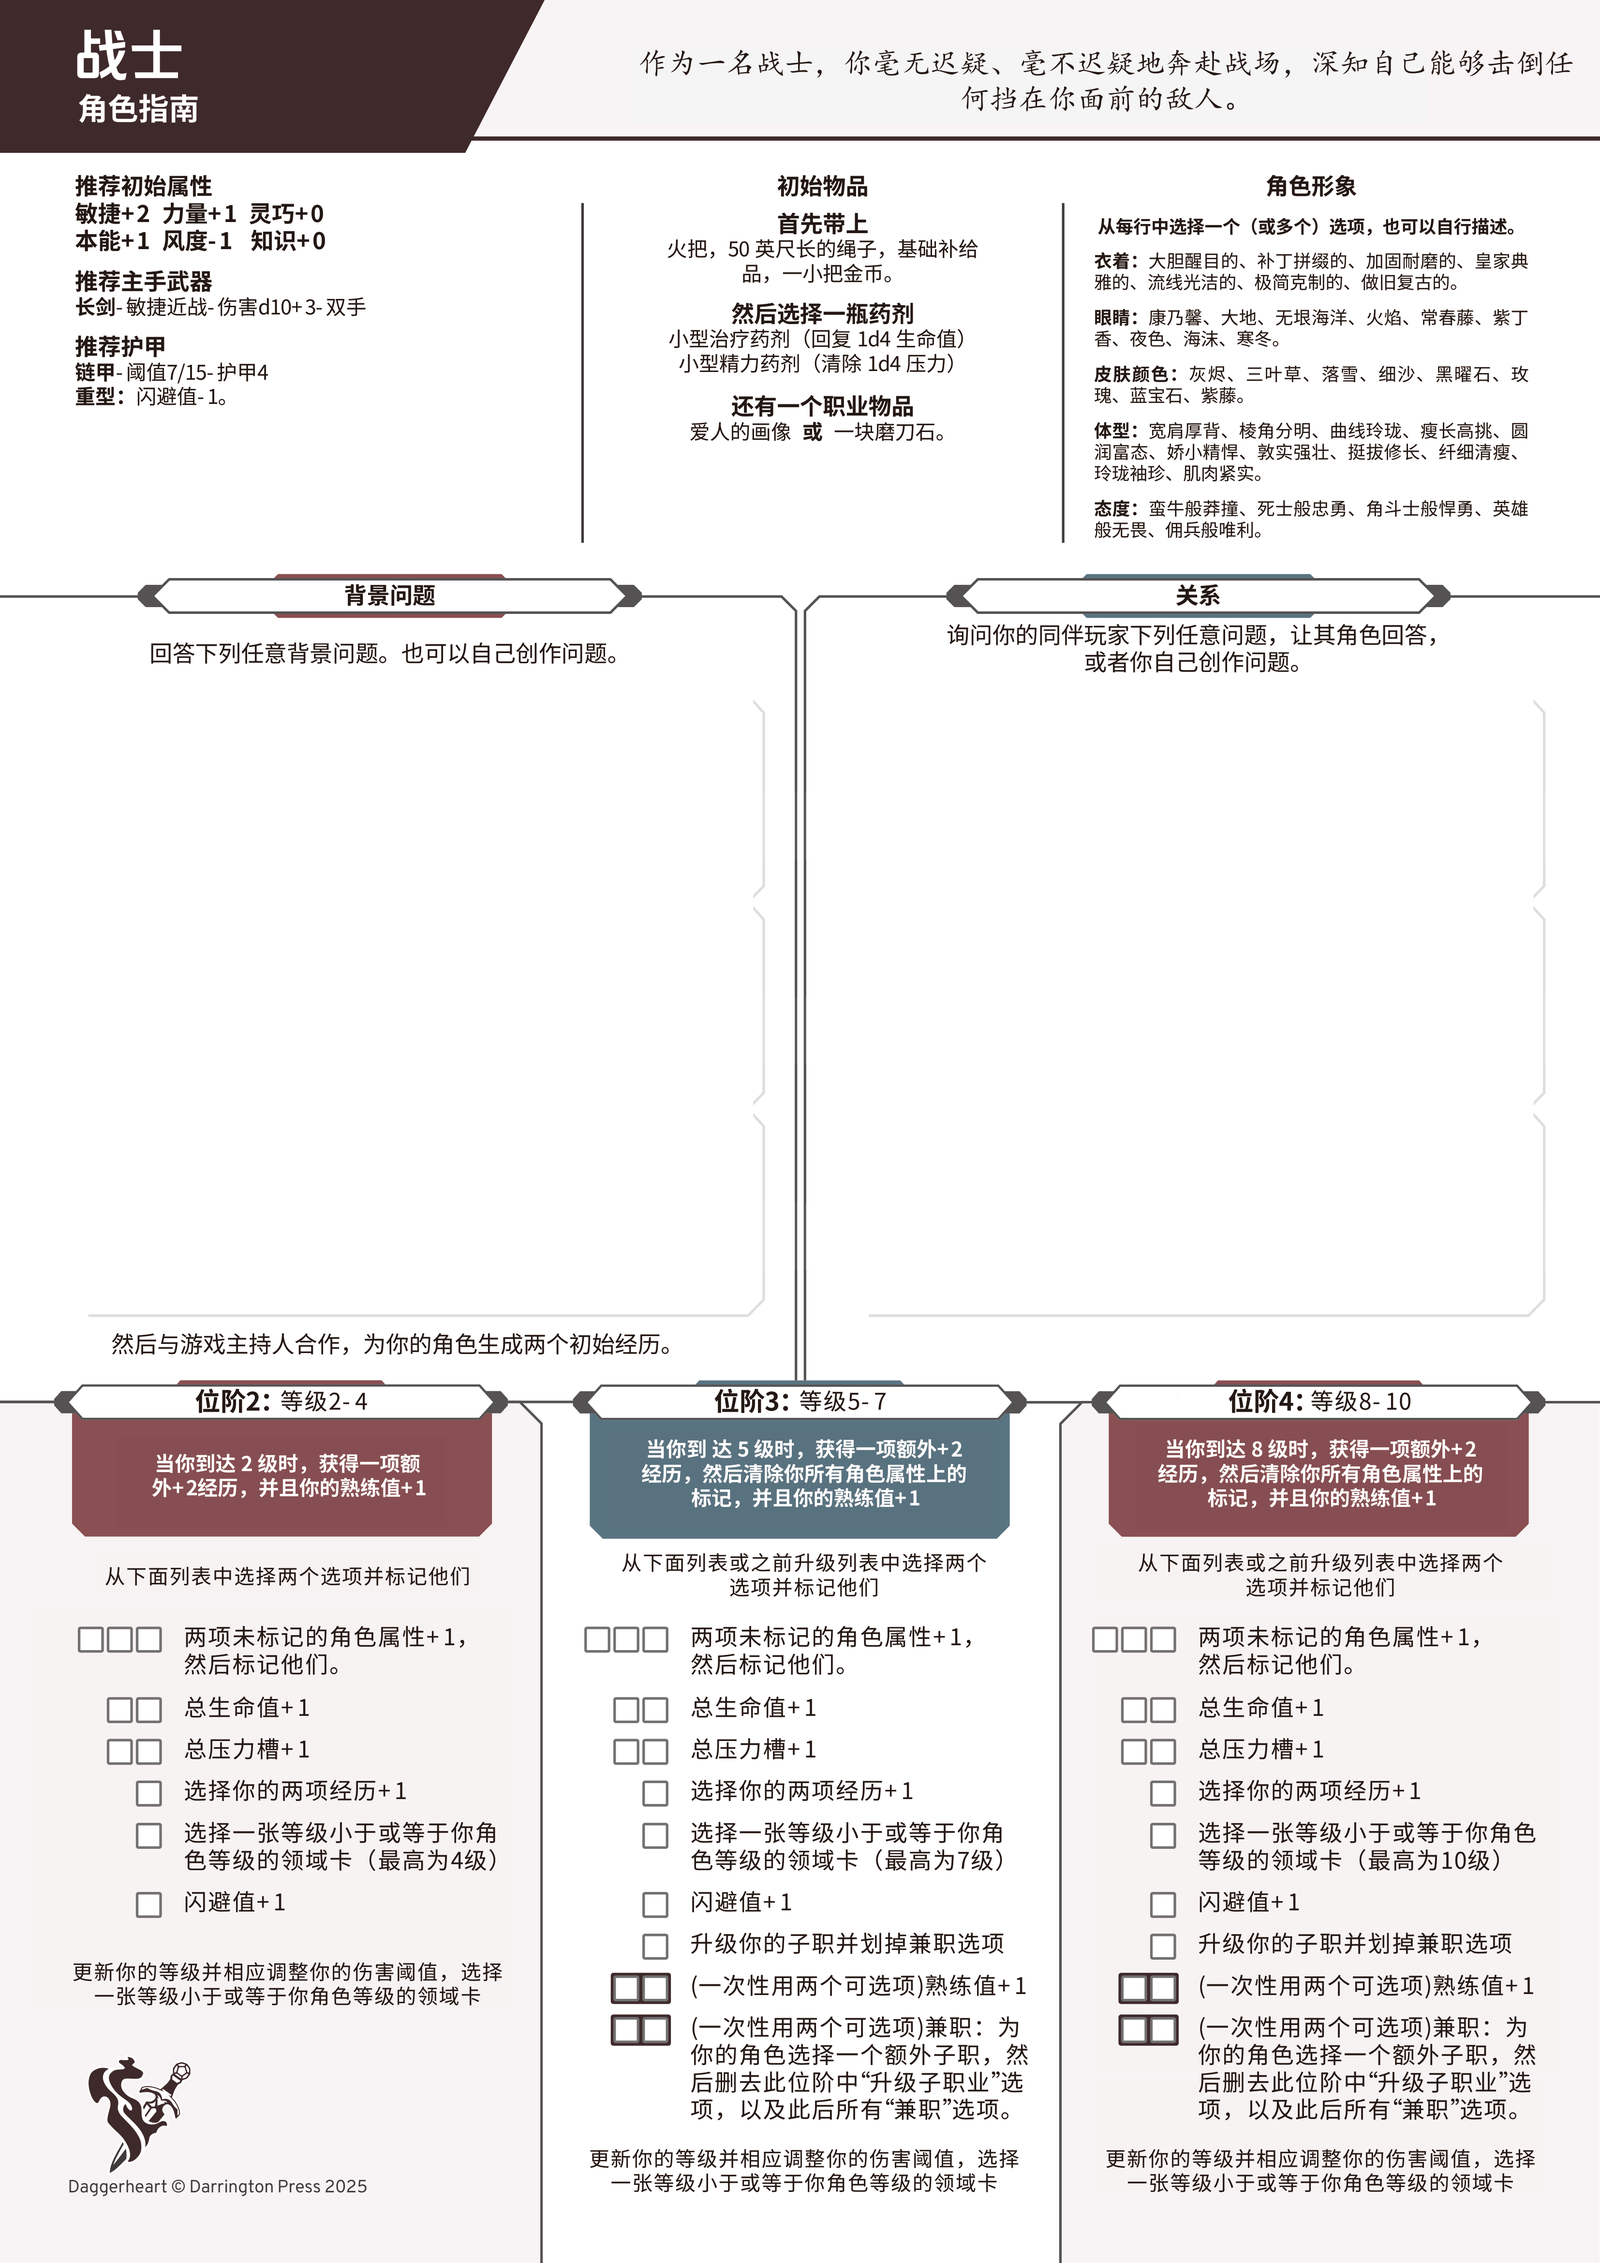 战士
角色指南
作为一名战士，你毫无迟疑、毫不迟疑地奔赴战场，深知自己能够击倒任
何挡在你面前的敌人。
推荐初始属性
敏捷+2 力量+1 灵巧+0
本能+1 风度-1 知识+0
推荐主手武器
长剑-敏捷近战-伤害d10+3-双手
推荐护甲
链甲-阈值7/15-护甲4
重型：闪避值-1。
初始物品
首先带上
火把，50 英尺长的绳子，基础补给
品，一小把金币。
然后选择一瓶药剂
小型治疗药剂（回复 1d4 生命值）
小型精力药剂（清除 1d4 压力）
还有一个职业物品
爱人的画像 或 一块磨刀石。
角色形象
从每行中选择一个（或多个）选项，也可以自行描述。
衣着：大胆醒目的、补丁拼缀的、加固耐磨的、皇家典
雅的、流线光洁的、极简克制的、做旧复古的。
眼睛：康乃馨、大地、无垠海洋、火焰、常春藤、紫丁
香、夜色、海沫、寒冬。
皮肤颜色：灰烬、三叶草、落雪、细沙、黑曜石、玫
瑰、蓝宝石、紫藤。
体型：宽肩厚背、棱角分明、曲线玲珑、瘦长高挑、圆
润富态、娇小精悍、敦实强壮、挺拔修长、纤细清瘦、
玲珑袖珍、肌肉紧实。
态度：蛮牛般莽撞、死士般忠勇、角斗士般悍勇、英雄
般无畏、佣兵般唯利。
背景问题
回答下列任意背景问题。也可以自己创作问题。
关系
询问你的同伴玩家下列任意问题，让其角色回答，
或者你自己创作问题。
然后与游戏主持人合作，为你的角色生成两个初始经历。
位阶2：等级2-4
当你到达 2 级时，获得一项额
外+2经历，并且你的熟练值+1
从下面列表中选择两个选项并标记他们
两项未标记的角色属性+1，
然后标记他们。
总生命值+1
总压力槽+1
选择你的两项经历+1
选择一张等级小于或等于你角
色等级的领域卡（最高为4级）
闪避值+1
更新你的等级并相应调整你的伤害阈值，选择
一张等级小于或等于你角色等级的领域卡
Daggerheart © Darrington Press 2025
位阶3：等级5-7
当你到 达 5 级时，获得一项额外+2
经历，然后清除你所有角色属性上的
标记，并且你的熟练值+1
从下面列表或之前升级列表中选择两个
选项并标记他们
两项未标记的角色属性+1，
然后标记他们。
总生命值+1
总压力槽+1
选择你的两项经历+1
选择一张等级小于或等于你角
色等级的领域卡（最高为7级）
闪避值+1
升级你的子职并划掉兼职选项
(一次性用两个可选项)熟练值+1
(一次性用两个可选项)兼职：为
你的角色选择一个额外子职，然
后删去此位阶中“升级子职业”选
项，以及此后所有“兼职”选项。
更新你的等级并相应调整你的伤害阈值，选择
一张等级小于或等于你角色等级的领域卡
位阶4：等级8-10
当你到达 8 级时，获得一项额外+2
经历，然后清除你所有角色属性上的
标记，并且你的熟练值+1
从下面列表或之前升级列表中选择两个
选项并标记他们
两项未标记的角色属性+1，
然后标记他们。
总生命值+1
总压力槽+1
选择你的两项经历+1
选择一张等级小于或等于你角色
等级的领域卡（最高为10级）
闪避值+1
升级你的子职并划掉兼职选项
(一次性用两个可选项)熟练值+1
(一次性用两个可选项)兼职：为
你的角色选择一个额外子职，然
后删去此位阶中“升级子职业”选
项，以及此后所有“兼职”选项。
更新你的等级并相应调整你的伤害阈值，选择
一张等级小于或等于你角色等级的领域卡